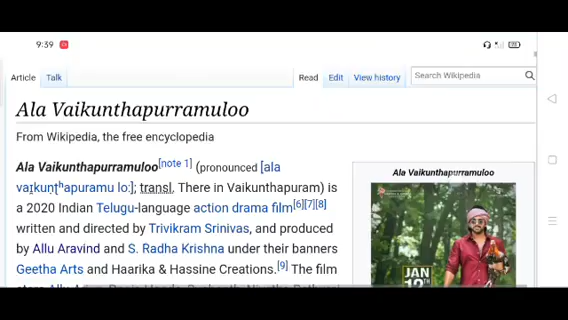 9:39
Article Talk Read Edit View history Search Wikipedia
Ala Vaikunthapurramuloo
From Wikipedia, the free encyclopedia
Ala Vaikunthapurramuloo[note 1] (pronounced [ala
vaɪkuɳʈʰapuramu loː]; transl. There in Vaikunthapuram) is
a 2020 Indian Telugu-language action drama film[6][7][8]
written and directed by Trivikram Srinivas, and produced
by Allu Aravind and S. Radha Krishna under their banners
Geetha Arts and Haarika & Hassine Creations.[9] The film
Ala Vaikunthapurramuloo
JAN